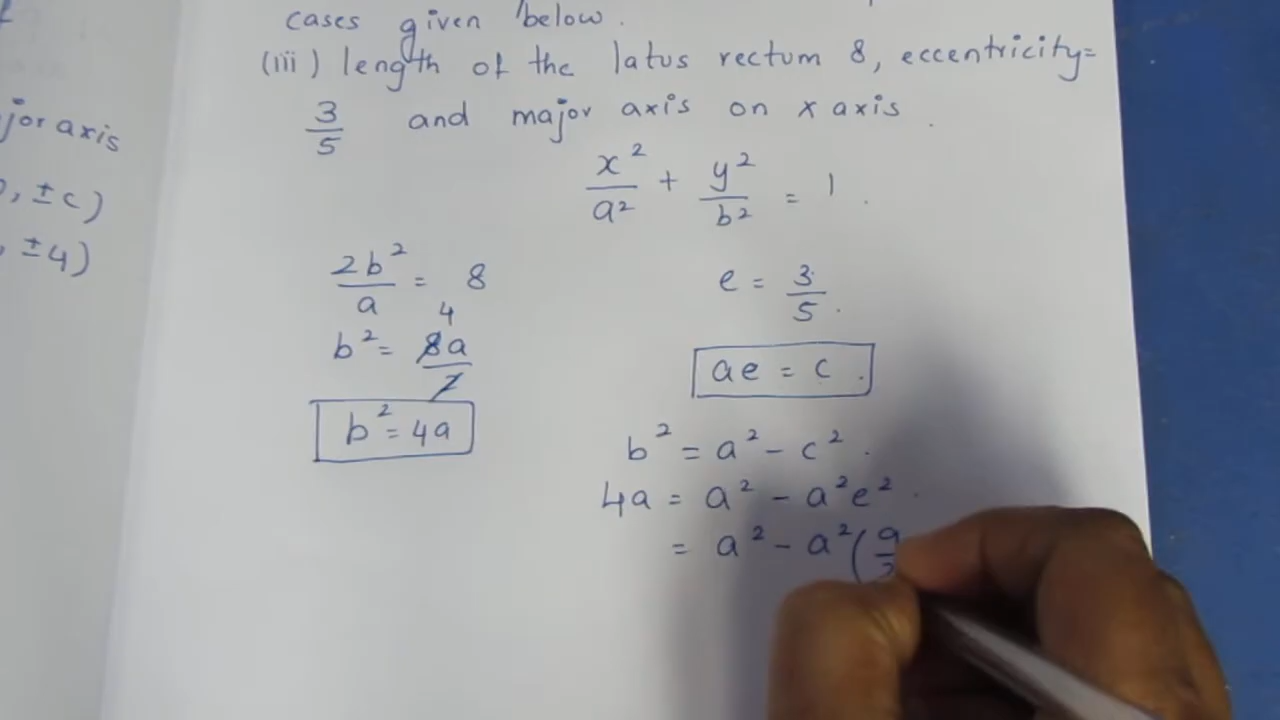 cases given below.
(iii) length of the latus rectum 8, eccentricity=
3/5 and major axis on x axis.
x²/a² + y²/b² = 1.
2b²/a = 8
b² = 8a/2 4
b² = 4a
e = 3/5.
ae = c.
b² = a² - c².
4a = a² - a²e².
= a² - a²(9/
jor axis
, ±c)
, ±4)